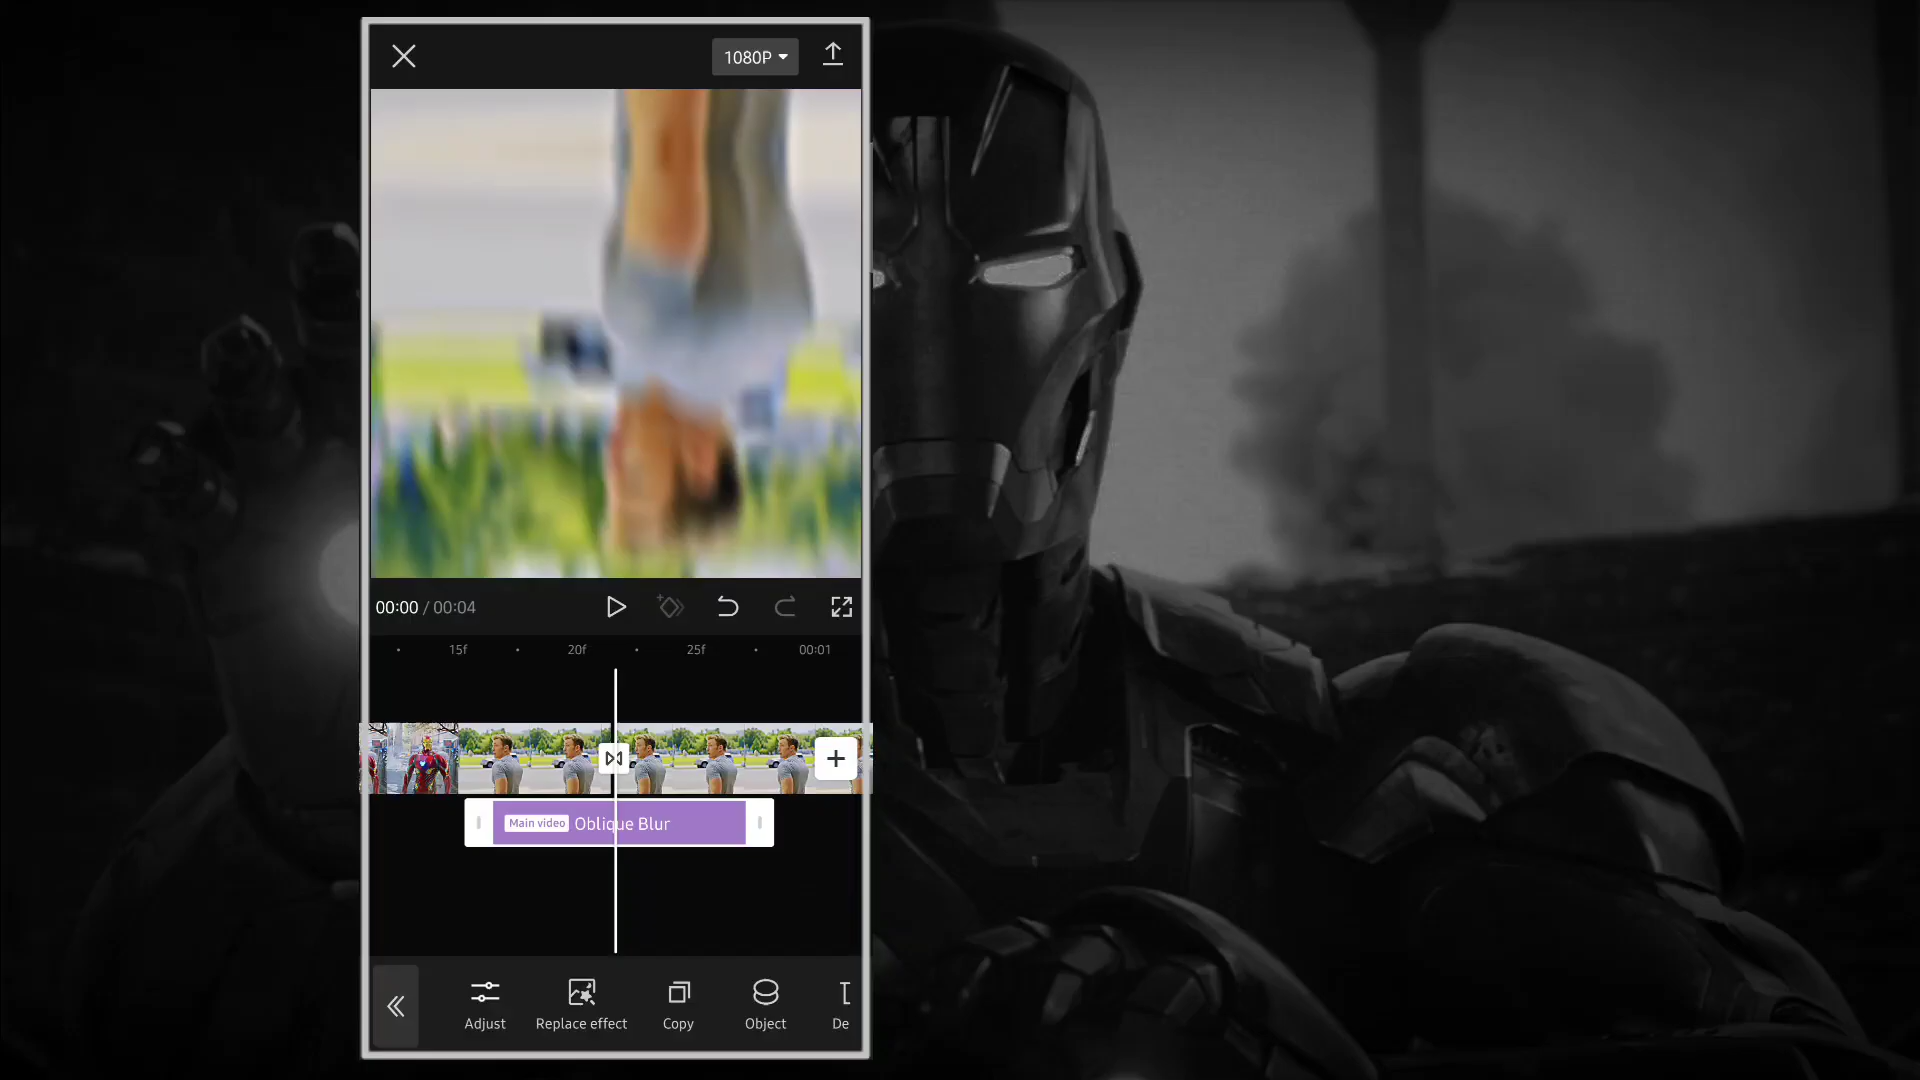 1080P
00:00 / 00:04
15f 20f 25f 00:01
Main video Oblique Blur
Adjust Replace effect Copy Object De